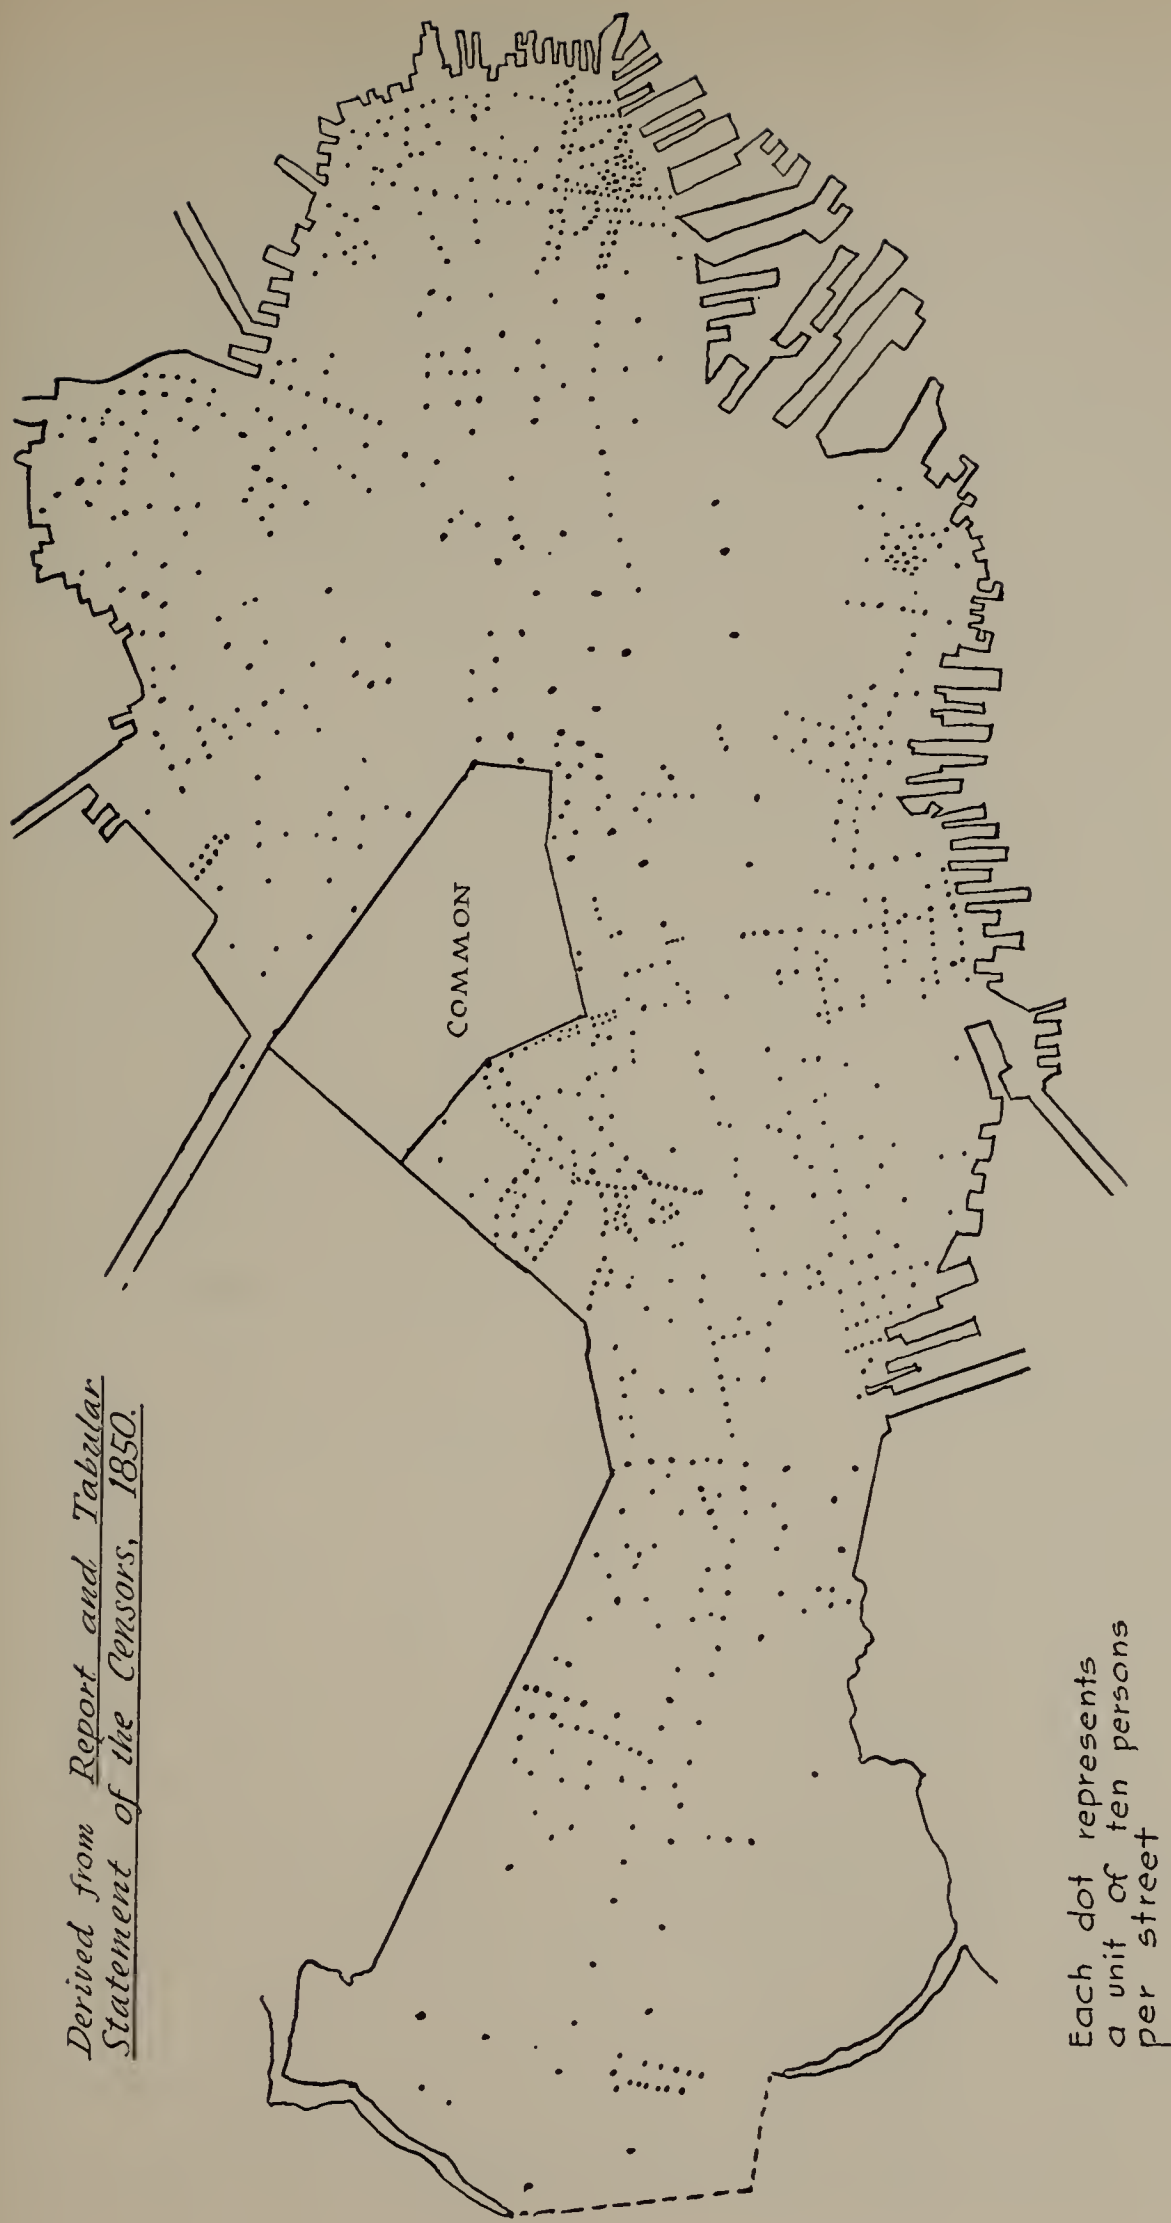 Derived from Report and Tabular
Statement of the Censors, 1850.
COMMON
Each dot represents
a unit of ten persons
per street